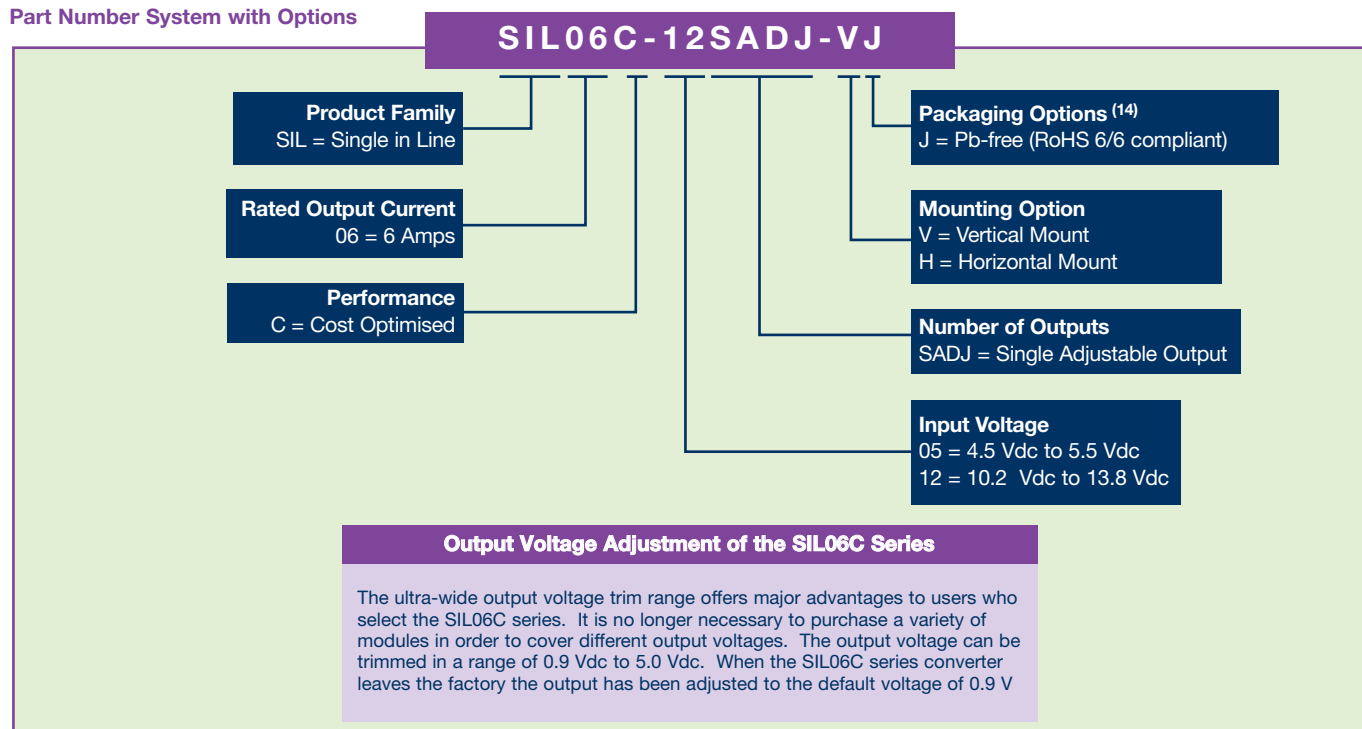 Part Number System with Options
SIL06C-12SADJ-VJ
Product Family
SIL = Single in Line
Rated Output Current
06 = 6 Amps
Performance
C = Cost Optimised
Packaging Options (14)
J = Pb-free (RoHS 6/6 compliant)
Mounting Option
V = Vertical Mount
H = Horizontal Mount
Number of Outputs
SADJ = Single Adjustable Output
Input Voltage
05 = 4.5 Vdc to 5.5 Vdc
12 = 10.2 Vdc to 13.8 Vdc
Output Voltage Adjustment of the SIL06C Series
The ultra-wide output voltage trim range offers major advantages to users who
select the SIL06C series. It is no longer necessary to purchase a variety of
modules in order to cover different output voltages. The output voltage can be
trimmed in a range of 0.9 Vdc to 5.0 Vdc. When the SIL06C series converter
leaves the factory the output has been adjusted to the default voltage of 0.9 V